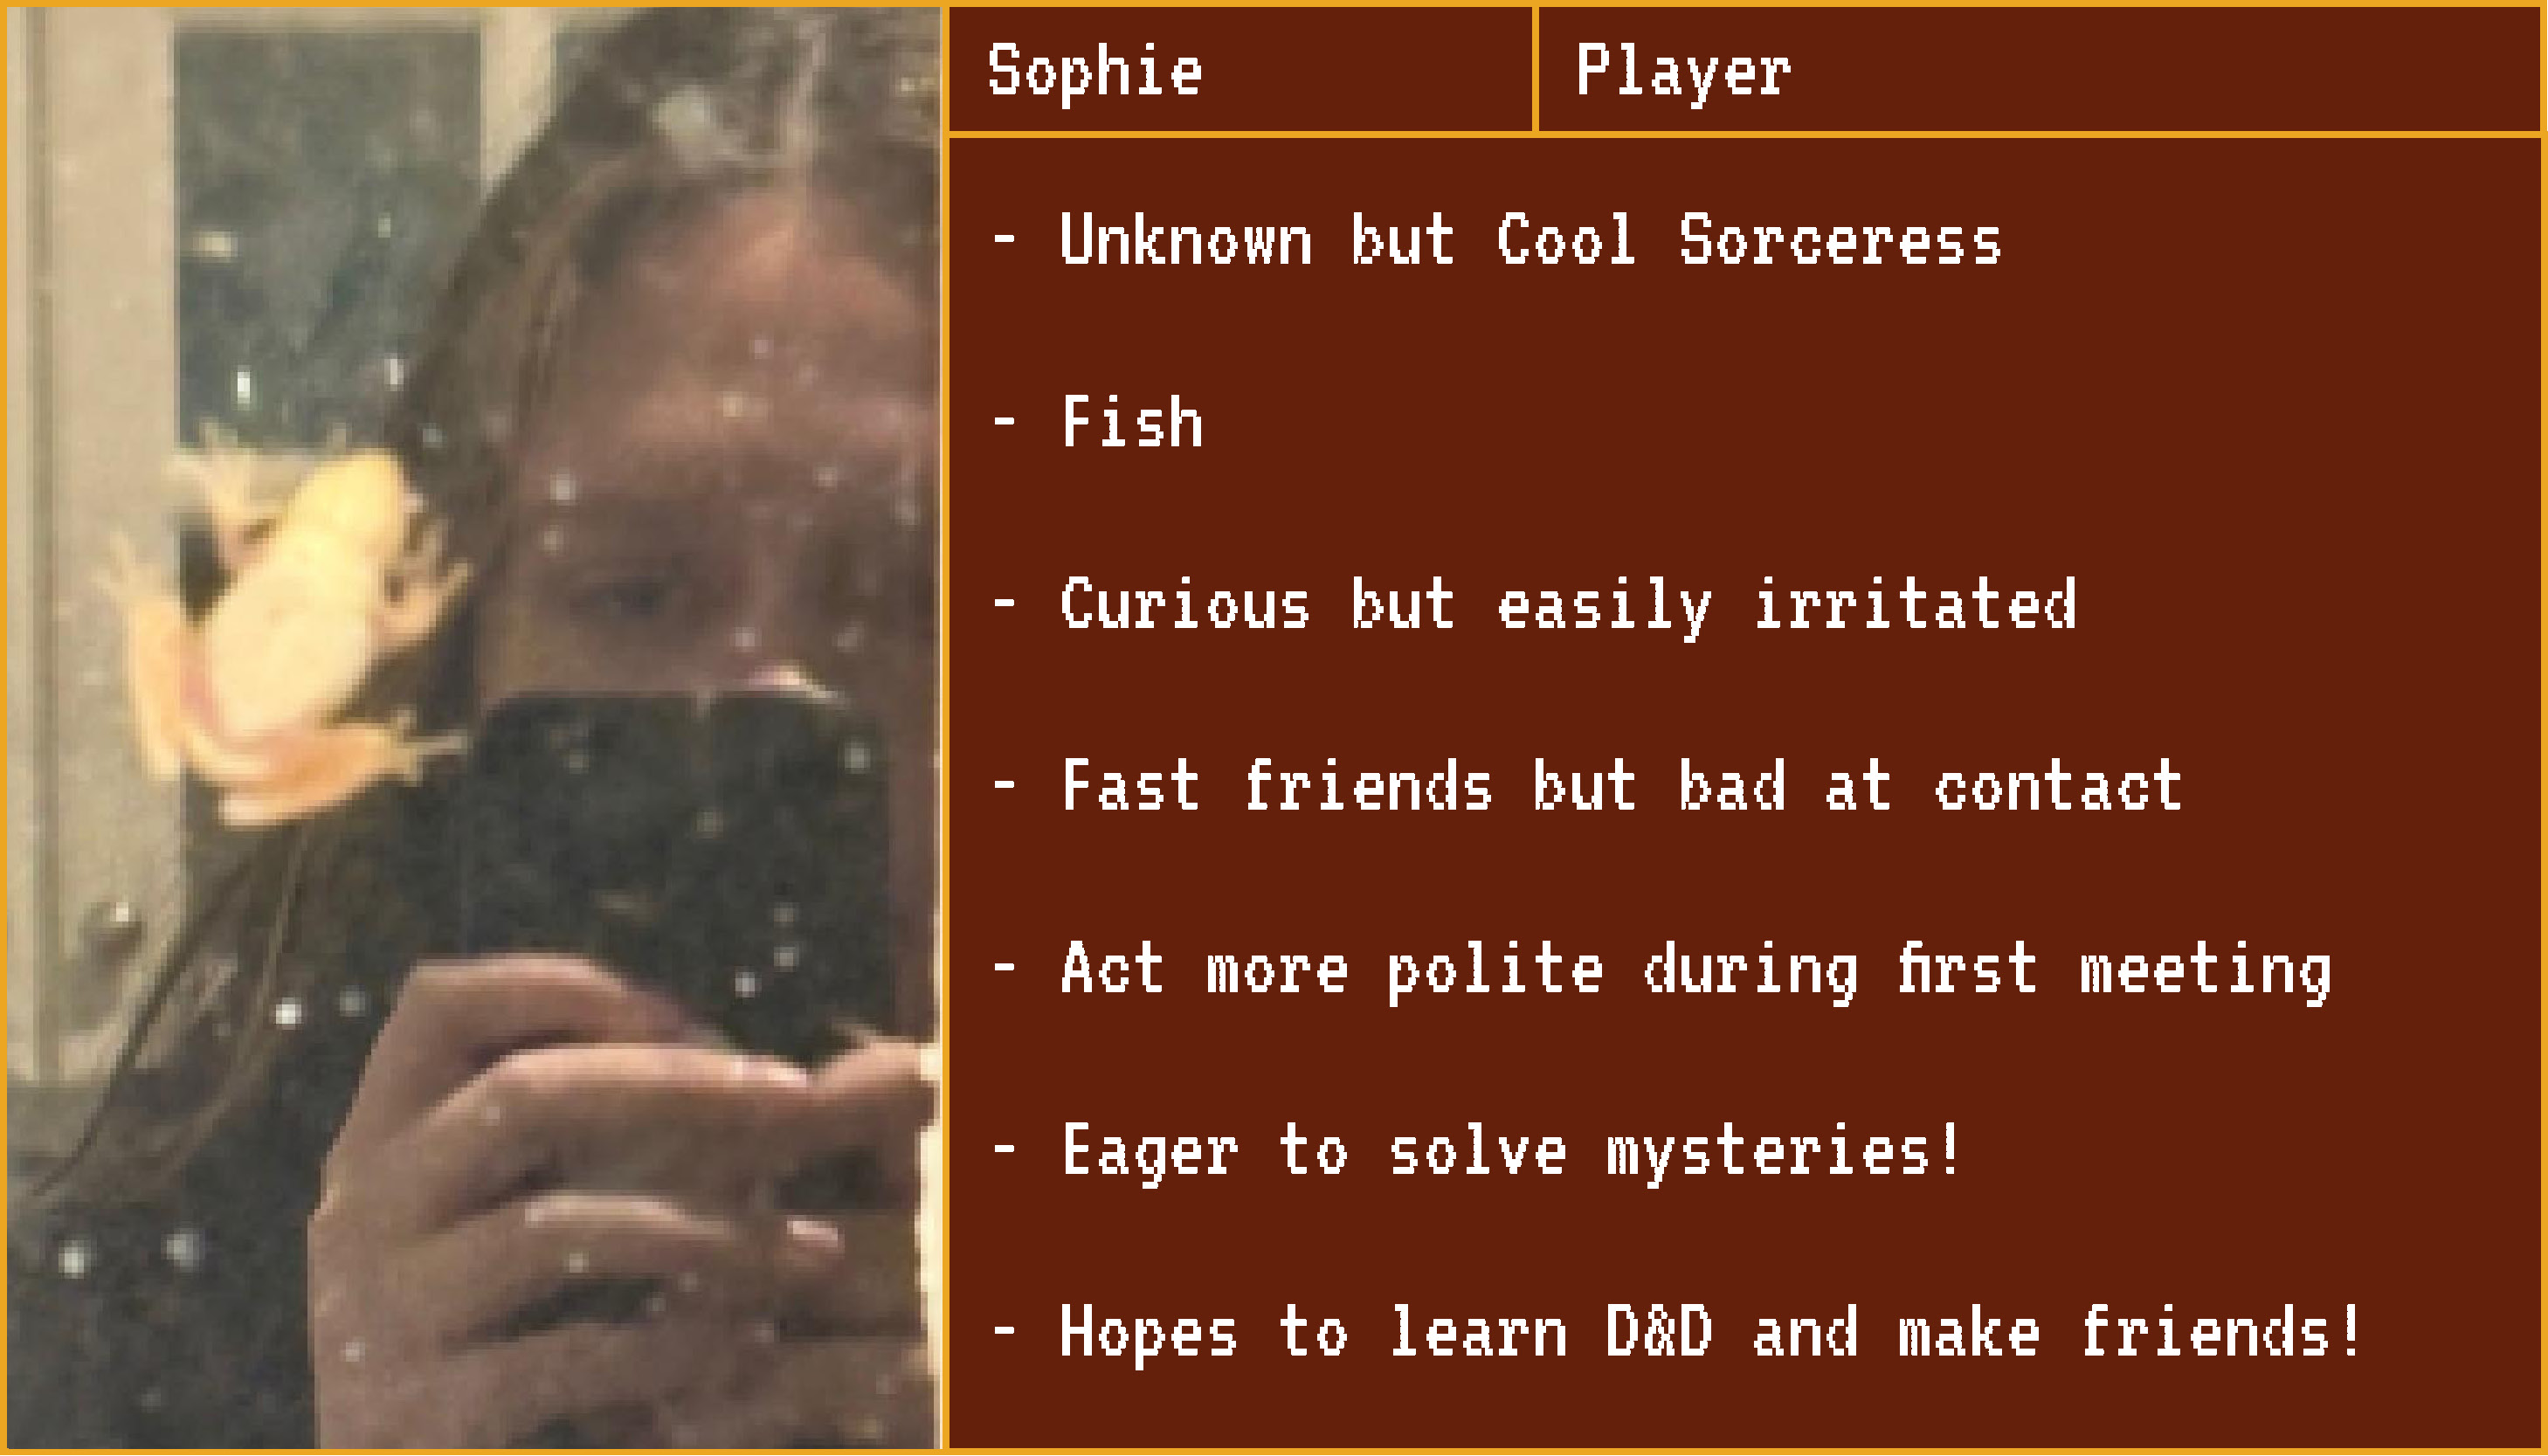 Sophie
Player
- Unknown but Cool Sorceress
- Fish
- Curious but easily irritated
- Fast friends but bad at contact
- Act more polite during first meeting
- Eager to solve mysteries!
- Hopes to learn D&D and make friends!